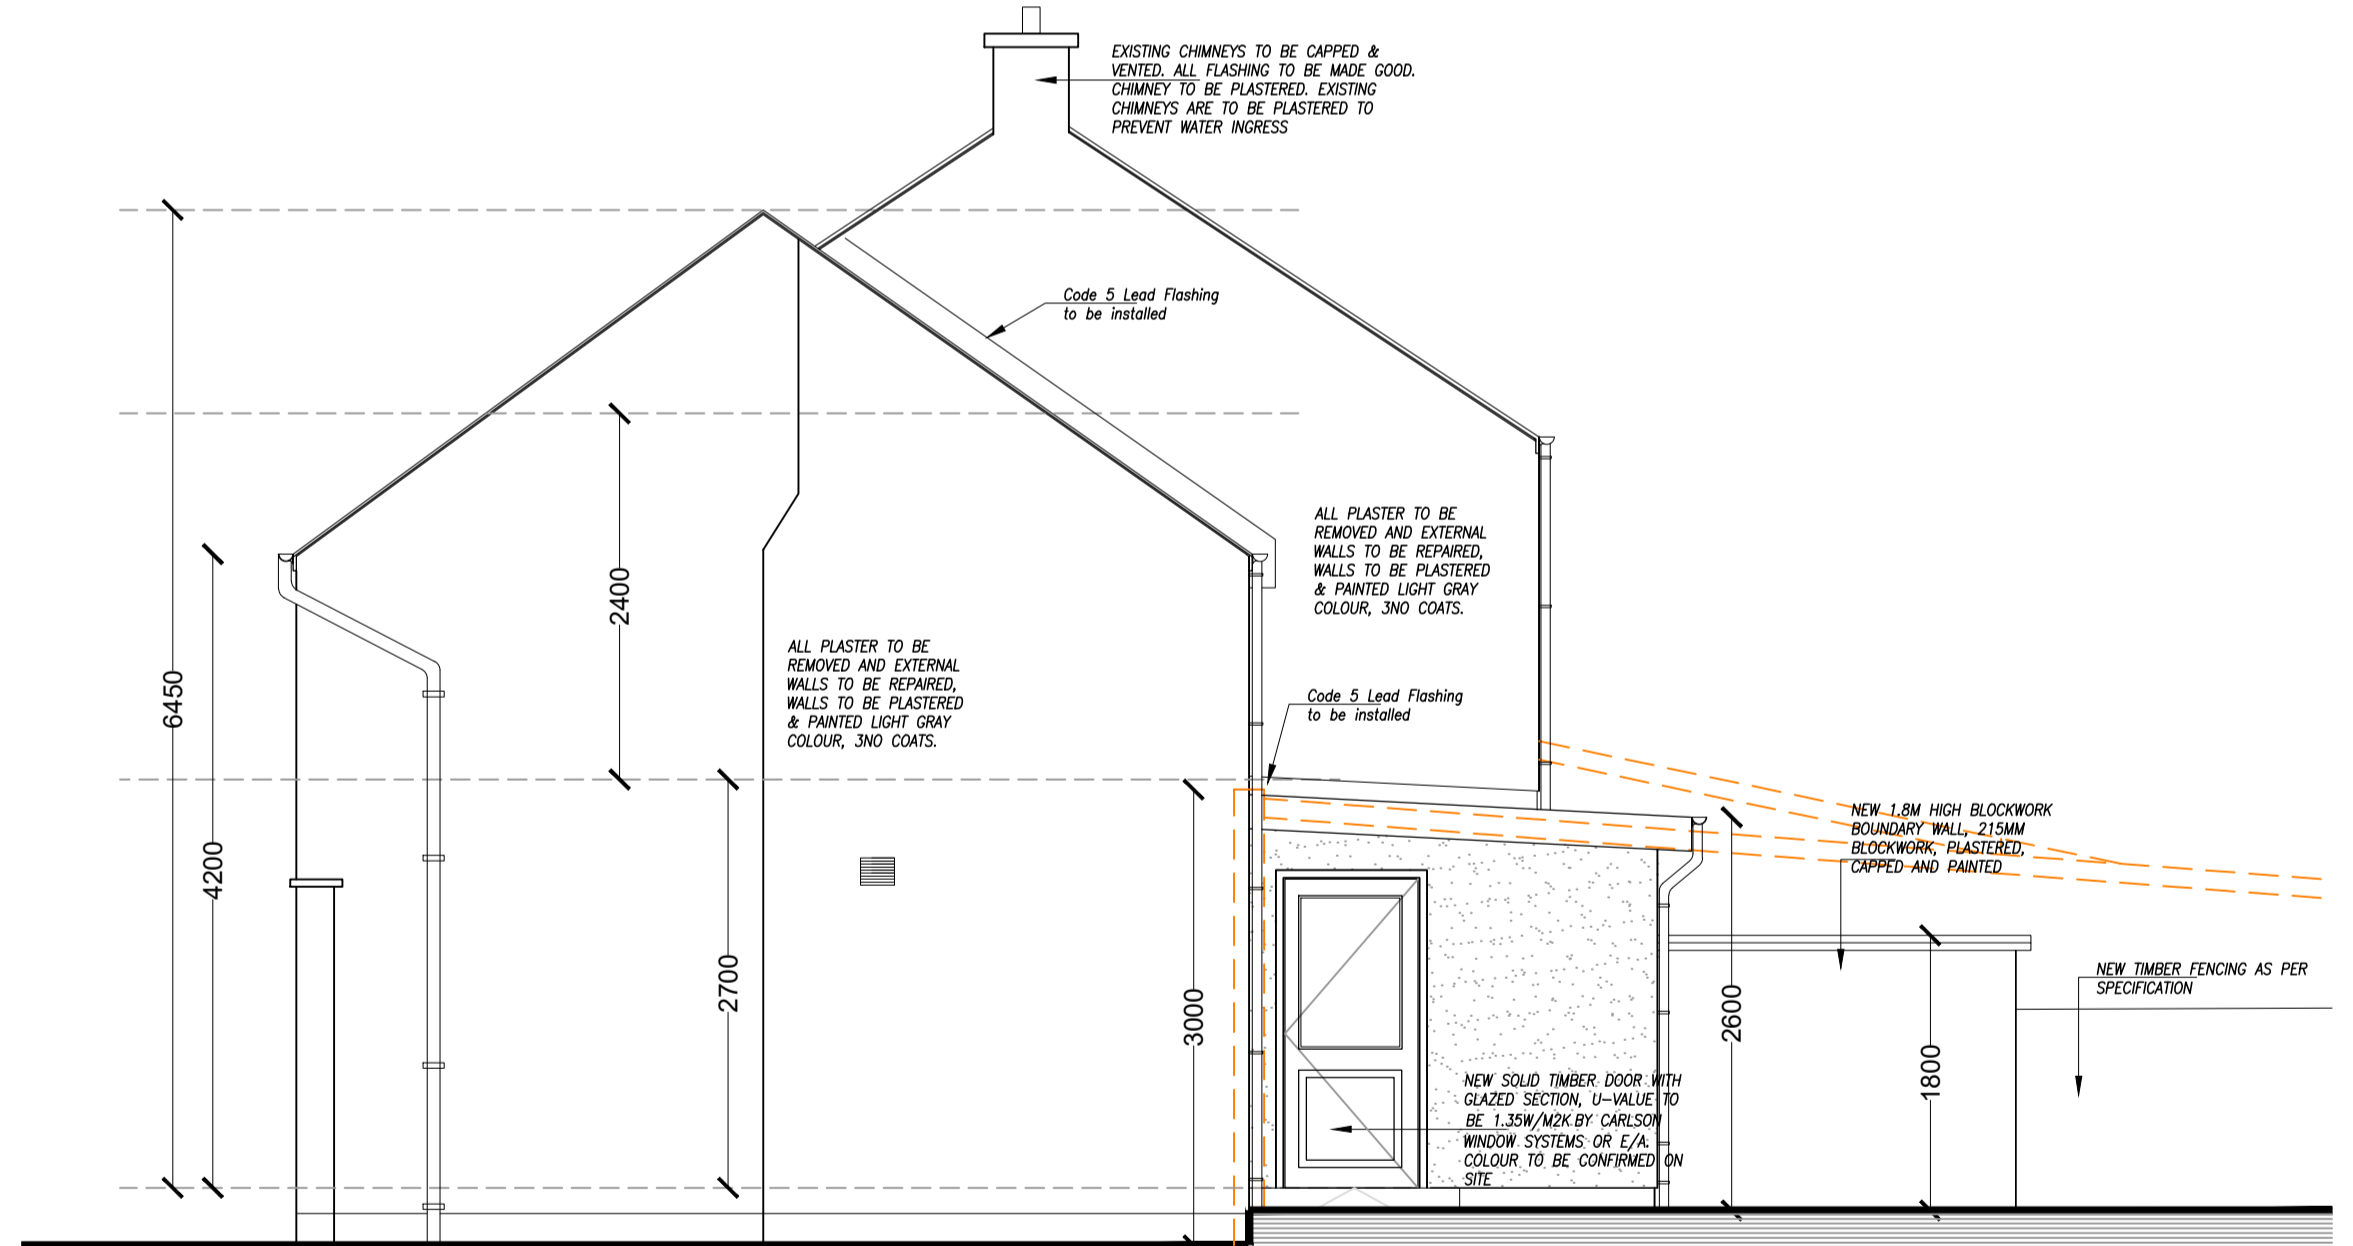 EXISTING CHIMNEYS TO BE CAPPED &
VENTED. ALL FLASHING TO BE MADE GOOD.
CHIMNEY TO BE PLASTERED. EXISTING
CHIMNEYS ARE TO BE PLASTERED TO
PREVENT WATER INGRESS
Code 5 Lead Flashing
to be installed
ALL PLASTER TO BE
REMOVED AND EXTERNAL
WALLS TO BE REPAIRED,
WALLS TO BE PLASTERED
& PAINTED LIGHT GRAY
COLOUR, 3NO COATS.
2400
ALL PLASTER TO BE
REMOVED AND EXTERNAL
WALLS TO BE REPAIRED,
WALLS TO BE PLASTERED
& PAINTED LIGHT GRAY
COLOUR, 3NO COATS.
6450
Code 5 Lead Flashing
to be installed
4200
NEW 1.8M HIGH BLOCKWORK
BOUNDARY WALL, 215MM
BLOCKWORK, PLASTERED,
CAPPED AND PAINTED
2700
3000
2600
NEW TIMBER FENCING AS PER
SPECIFICATION
1800
NEW SOLID TIMBER DOOR WITH
GLAZED SECTION, U-VALUE TO
BE 1.35W/M2K BY CARLSON
WINDOW SYSTEMS OR E/A.
COLOUR TO BE CONFIRMED ON
SITE